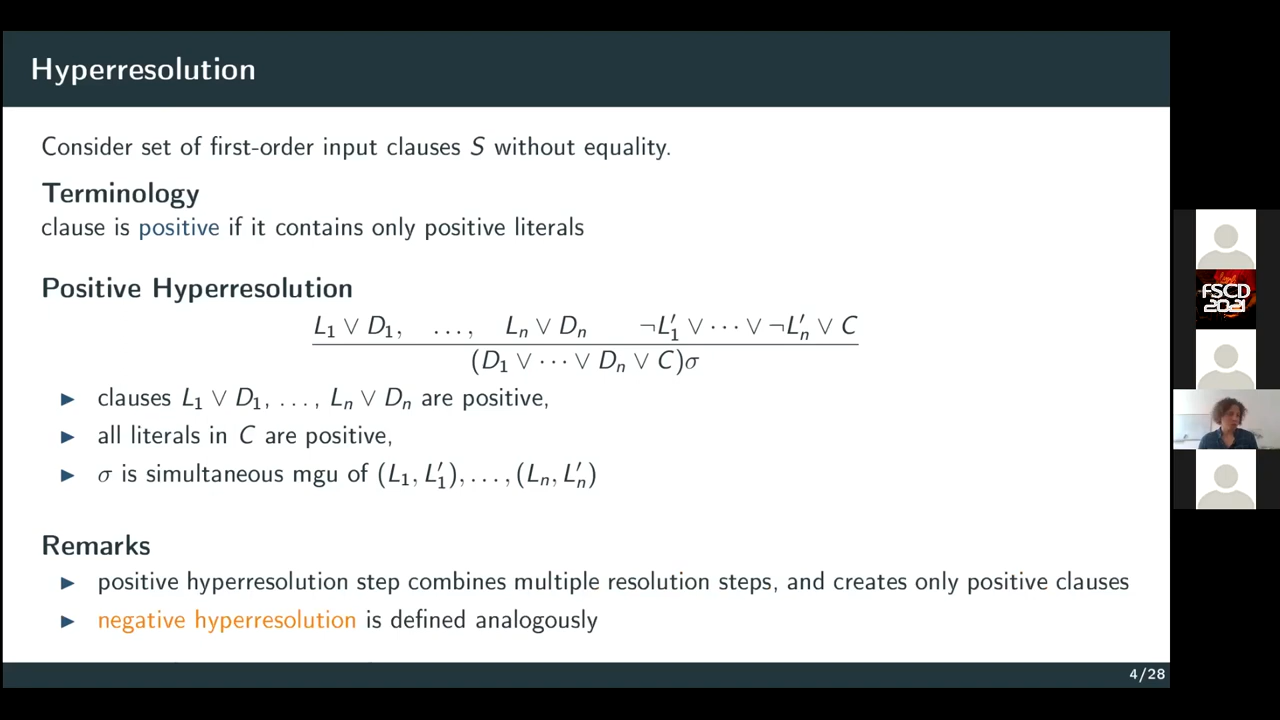 Hyperresolution
Consider set of first-order input clauses S without equality.
Terminology
clause is positive if it contains only positive literals
Positive Hyperresolution
L₁ ∨ D₁, …, Lₙ ∨ Dₙ ¬L′₁ ∨ ⋯ ∨ ¬L′ₙ ∨ C
(D₁ ∨ ⋯ ∨ Dₙ ∨ C)σ
► clauses L₁ ∨ D₁, …, Lₙ ∨ Dₙ are positive,
► all literals in C are positive,
► σ is simultaneous mgu of (L₁, L′₁), …, (Lₙ, L′ₙ)
Remarks
► positive hyperresolution step combines multiple resolution steps, and creates only positive clauses
► negative hyperresolution is defined analogously
4/28
FSCD
2021